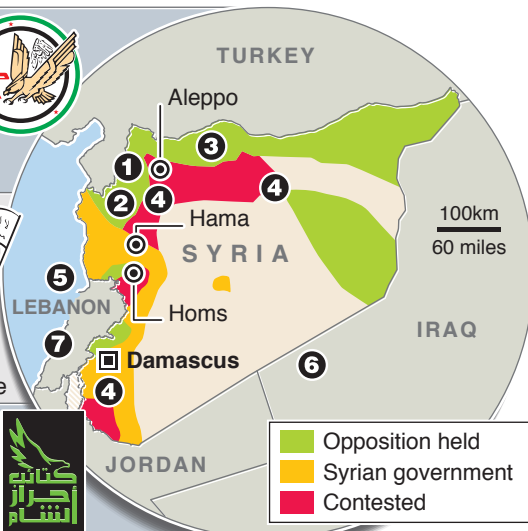 TURKEY
Aleppo
3
1
4
4
2
Hama
100km
60 miles
SYRIA
5
LEBANON
Homs
IRAQ
7
6
Damascus
4
e
JORDAN
كتائب
أحرار
الشام
Opposition held
Syrian government
Contested